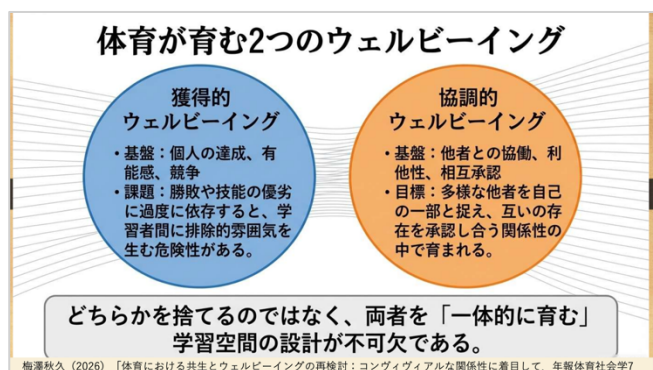 体育が育む2つのウェルビーイング
獲得的
ウェルビーイング
・基盤：個人の達成、有
能感、競争
・課題：勝敗や技能の優劣
に過度に依存すると、学
習者間に排除的雰囲気を
生む危険性がある。
協調的
ウェルビーイング
・基盤：他者との協働、利
他性、相互承認
・目標：多様な他者を自己
の一部と捉え、互いの存
在を承認し合う関係性の
中で育まれる。
どちらかを捨てるのではなく、両者を「一体的に育む」
学習空間の設計が不可欠である。
梅澤秋久（2026）「体育における共生とウェルビーイングの再検討：コンヴィヴィアルな関係性に着目して、年報体育社会学7